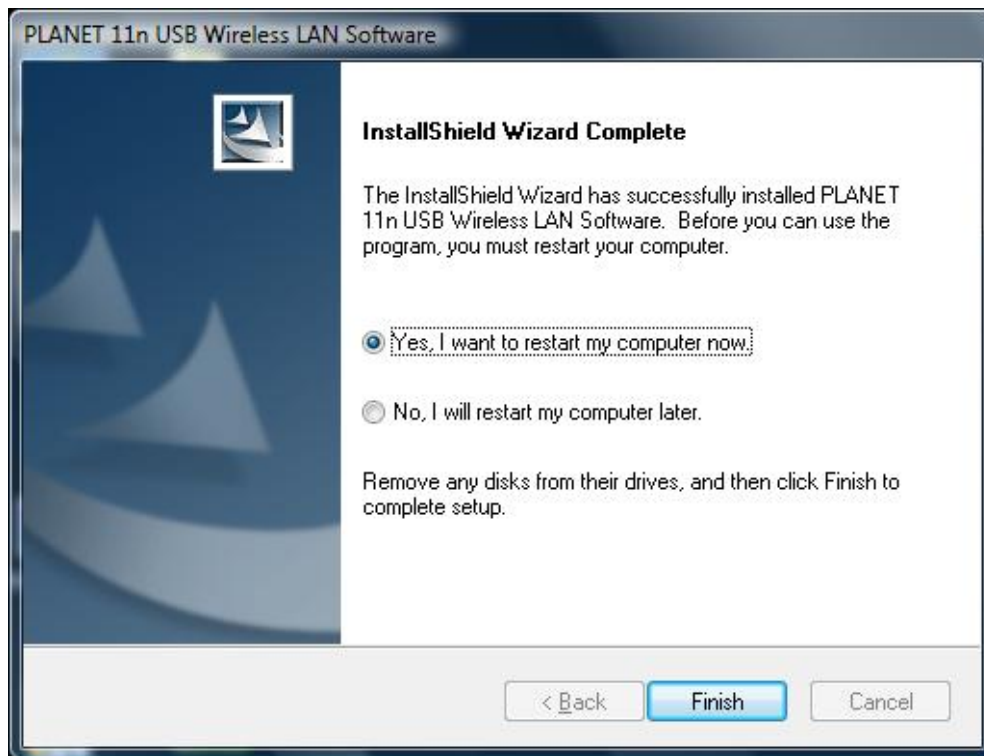 PLANET 11n USB Wireless LAN Software
InstallShield Wizard Complete
The InstallShield Wizard has successfully installed PLANET
11n USB Wireless LAN Software.  Before you can use the
program, you must restart your computer.
Yes, I want to restart my computer now.
No, I will restart my computer later.
Remove any disks from their drives, and then click Finish to
complete setup.
< Back
Finish
Cancel